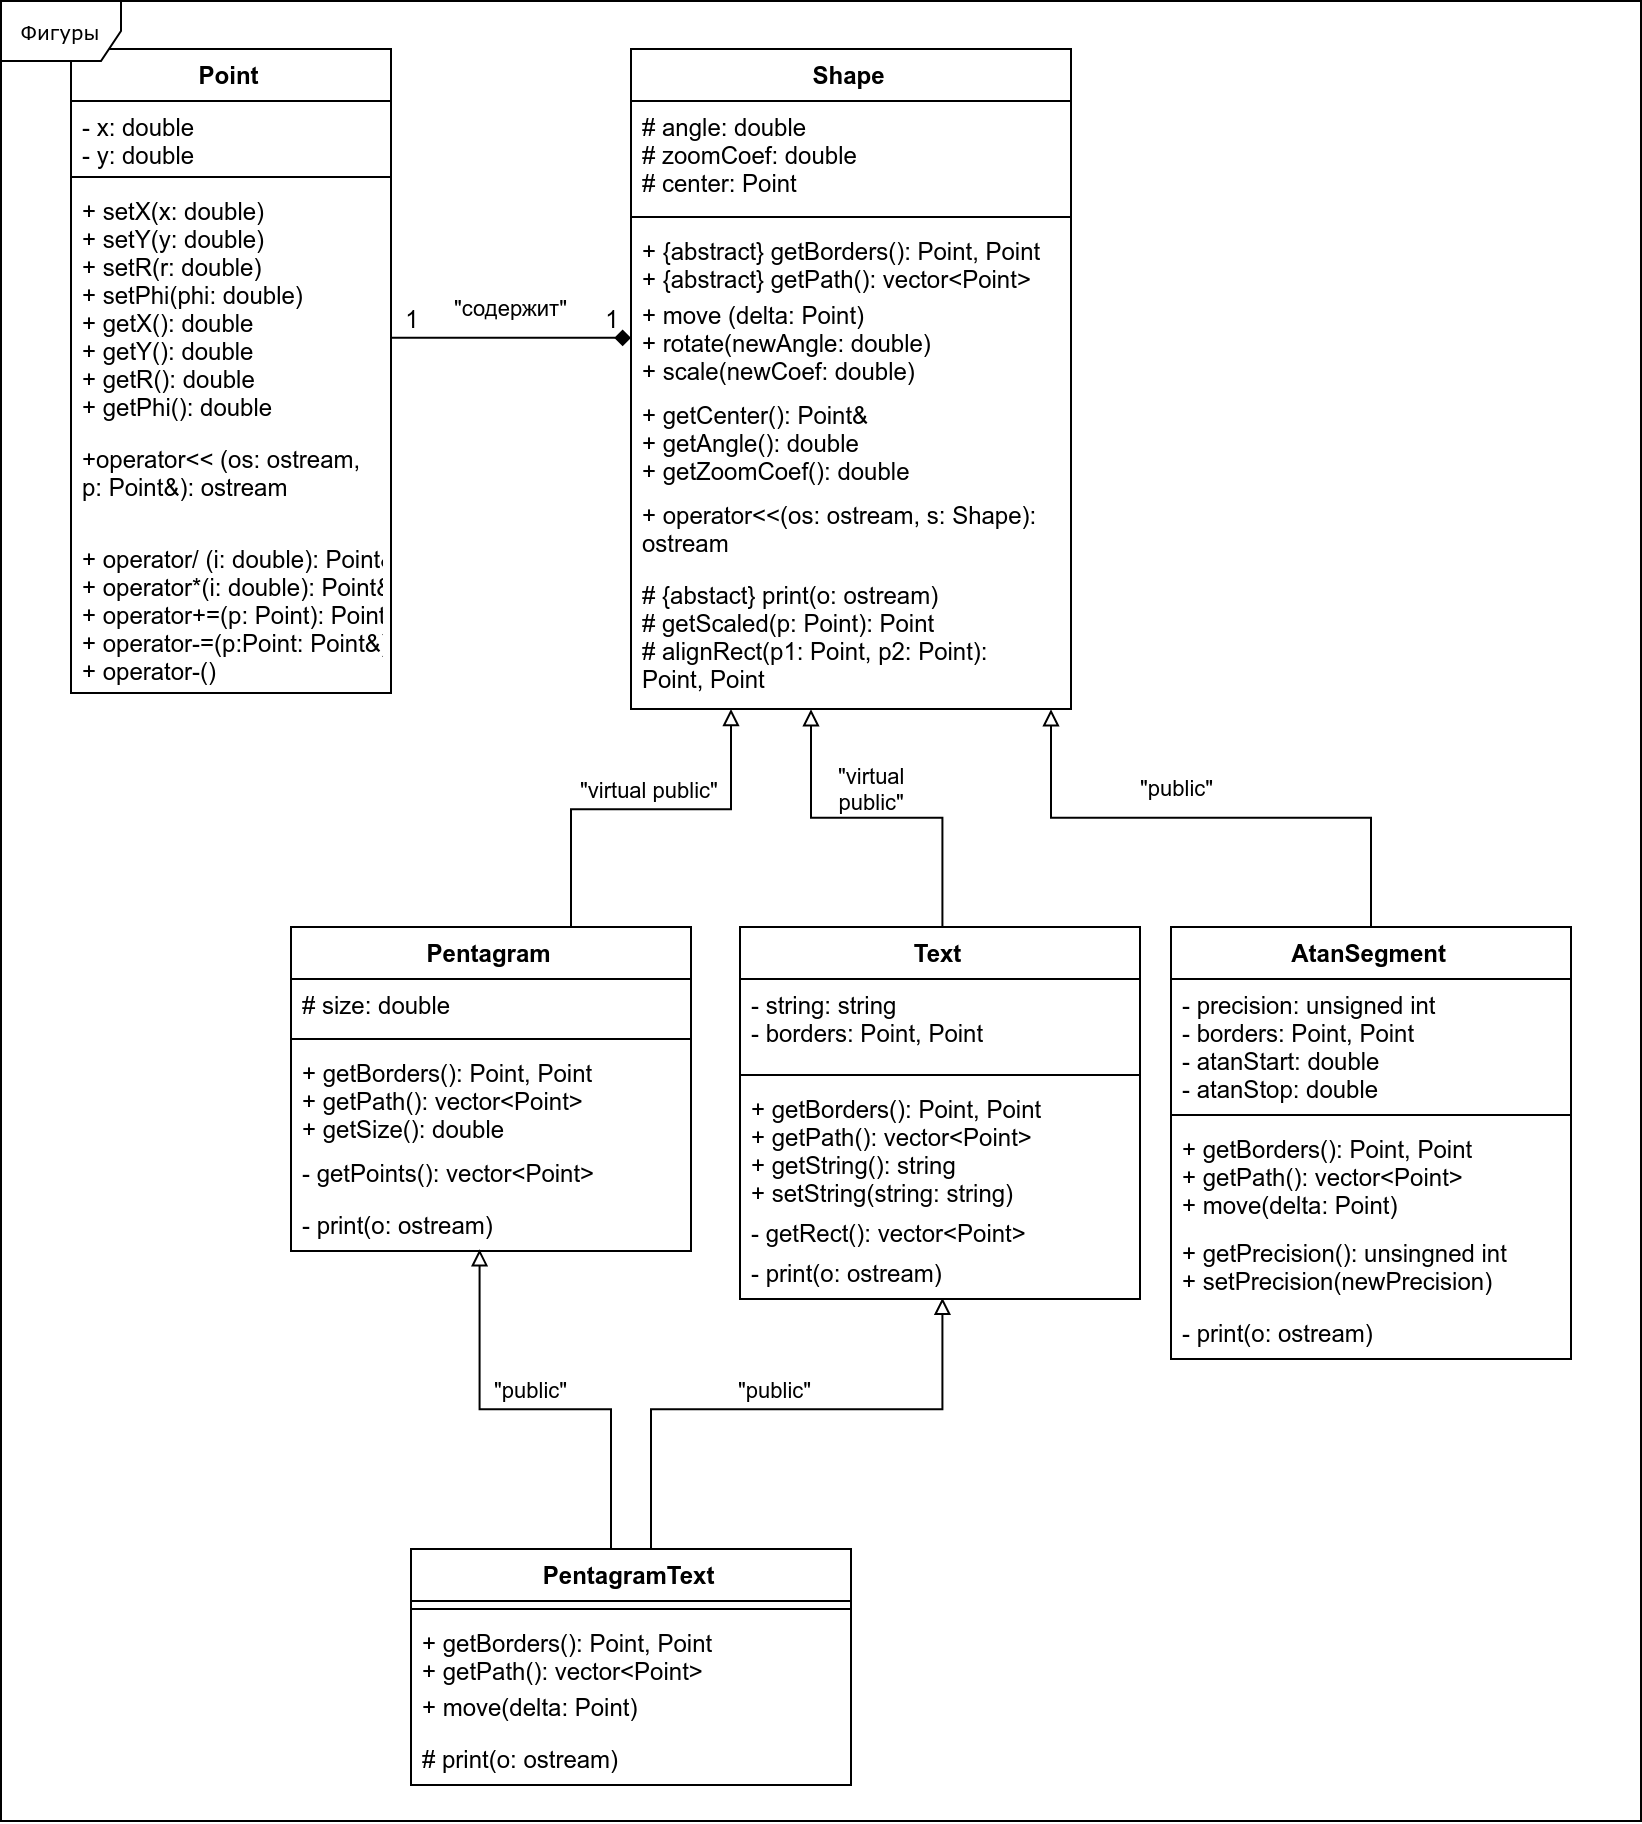 Фигуры
Point
- x: double
- y: double
+ setX(x: double)
+ setY(y: double)
+ setR(r: double)
+ setPhi(phi: double)
+ getX(): double
+ getY(): double
+ getR(): double
+ getPhi(): double
+operator<< (os: ostream,
p: Point&): ostream
+ operator/ (i: double): Point&
+ operator*(i: double): Point&
+ operator+=(p: Point): Point
+ operator-=(p:Point: Point&)
+ operator-()
1
"содержит"
1
Shape
# angle: double
# zoomCoef: double
# center: Point
+ {abstract} getBorders(): Point, Point
+ {abstract} getPath(): vector<Point>
+ move (delta: Point)
+ rotate(newAngle: double)
+ scale(newCoef: double)
+ getCenter(): Point&
+ getAngle(): double
+ getZoomCoef(): double
+ operator<<(os: ostream, s: Shape):
ostream
# {abstact} print(o: ostream)
# getScaled(p: Point): Point
# alignRect(p1: Point, p2: Point):
Point, Point
"virtual public"
"virtual
public"
"public"
Pentagram
# size: double
+ getBorders(): Point, Point
+ getPath(): vector<Point>
+ getSize(): double
- getPoints(): vector<Point>
- print(o: ostream)
Text
- string: string
- borders: Point, Point
+ getBorders(): Point, Point
+ getPath(): vector<Point>
+ getString(): string
+ setString(string: string)
- getRect(): vector<Point>
- print(o: ostream)
AtanSegment
- precision: unsigned int
- borders: Point, Point
- atanStart: double
- atanStop: double
+ getBorders(): Point, Point
+ getPath(): vector<Point>
+ move(delta: Point)
+ getPrecision(): unsingned int
+ setPrecision(newPrecision)
- print(o: ostream)
"public"
"public"
PentagramText
+ getBorders(): Point, Point
+ getPath(): vector<Point>
+ move(delta: Point)
# print(o: ostream)